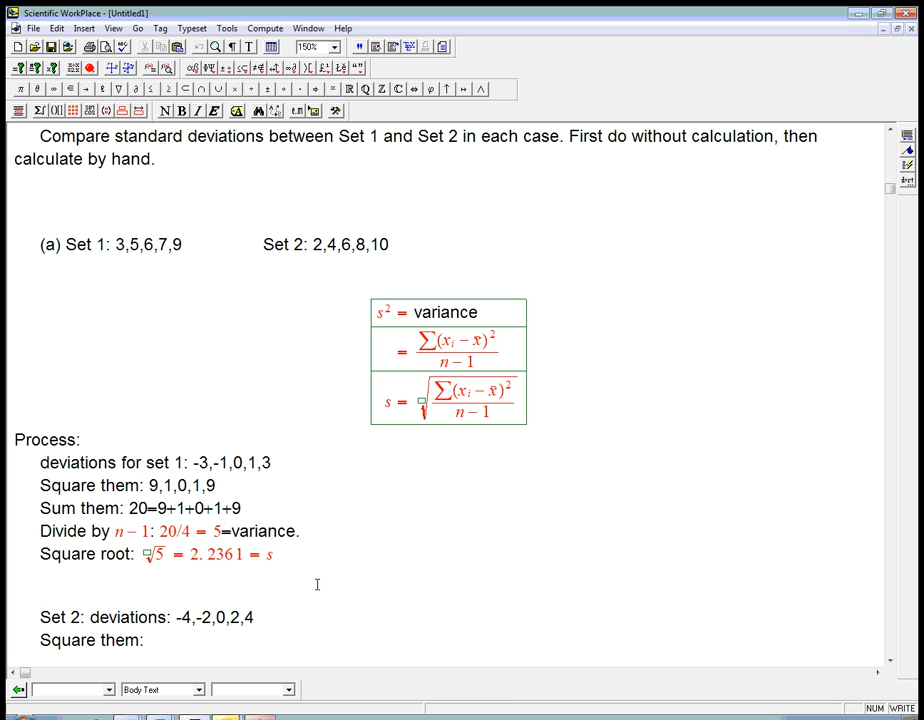 Scientific WorkPlace - [Untitled1]
File Edit Insert View Go Tag Typeset Tools Compute Window Help
150%
Compare standard deviations between Set 1 and Set 2 in each case. First do without calculation, then
calculate by hand.
(a) Set 1: 3,5,6,7,9 Set 2: 2,4,6,8,10
s² = variance
= ∑(xᵢ − x̄)² / n − 1
s = √(∑(xᵢ − x̄)² / n − 1)
Process:
deviations for set 1: -3,-1,0,1,3
Square them: 9,1,0,1,9
Sum them: 20=9+1+0+1+9
Divide by n − 1: 20/4 = 5=variance.
Square root: √5 = 2. 2361 = s
Set 2: deviations: -4,-2,0,2,4
Square them:
Body Text
NUM WRITE